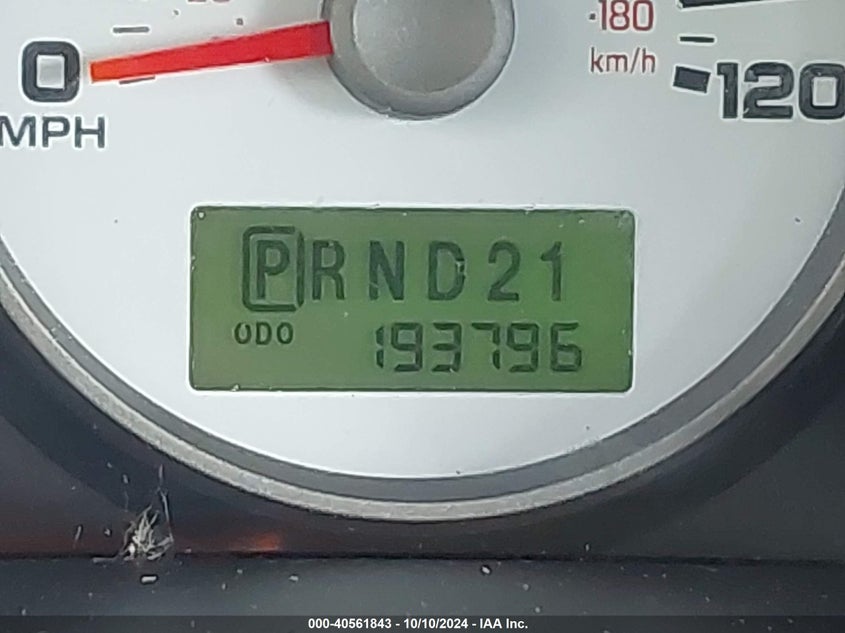 ·180
km/h
0
120
MPH
PRND21
ODO 193796
000-40561843 - 10/10/2024 - IAA Inc.